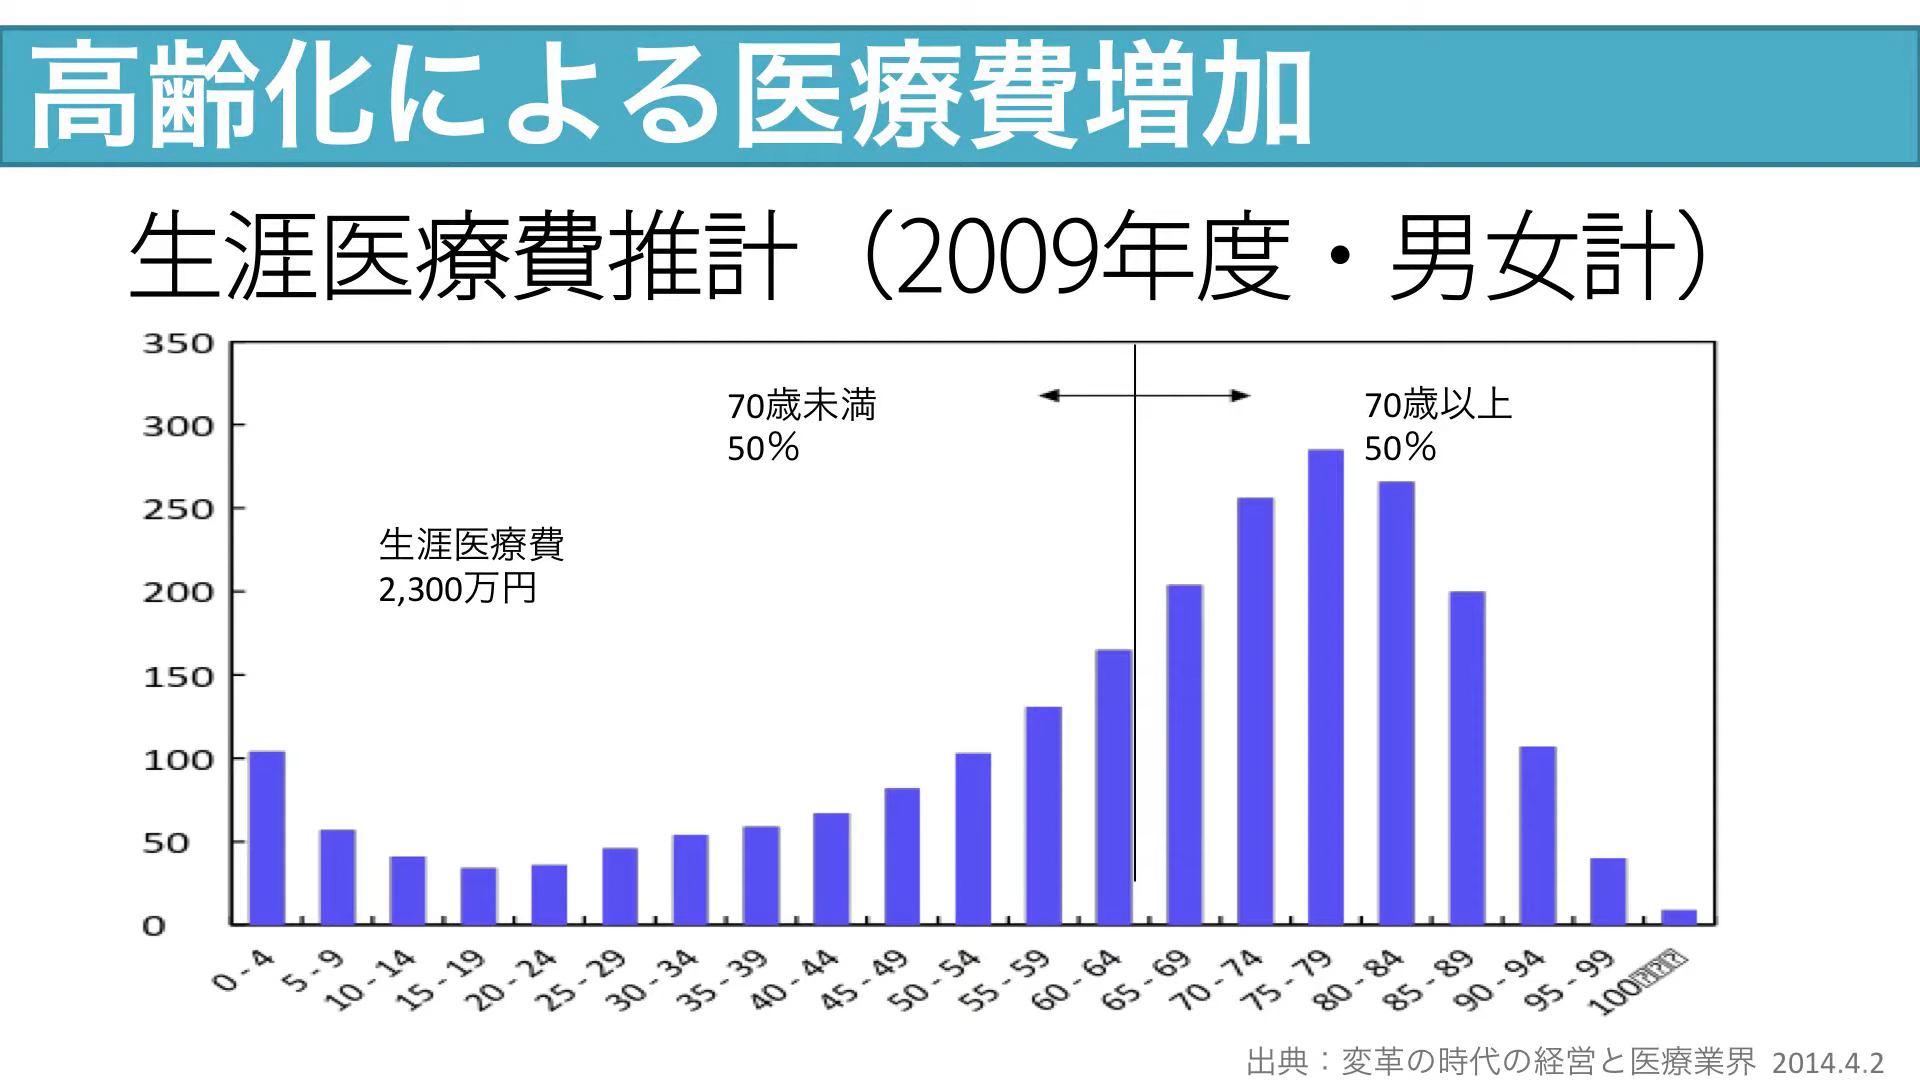 高齢化による医療費増加
生涯医療費推計（2009年度・男女計）
350
300
250
200
150
100
50
0
70歳未満
50%
70歳以上
50%
生涯医療費
2,300万円
0 - 4
5 - 9
10 - 14
15 - 19
20 - 24
25 - 29
30 - 34
35 - 39
40 - 44
45 - 49
50 - 54
55 - 59
60 - 64
65 - 69
70 - 74
75 - 79
80 - 84
85 - 89
90 - 94
95 - 99
100
出典：変革の時代の経営と医療業界 2014.4.2